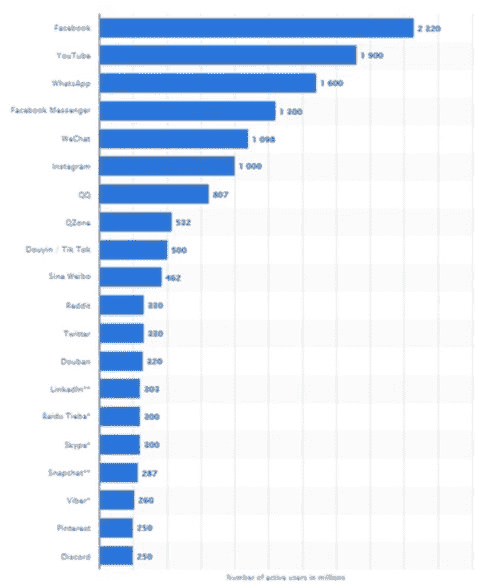 Facebook 2 320
YouTube 1 900
WhatsApp 1 600
Facebook Messenger 1 300
WeChat 1 098
Instagram 1 000
QQ 807
QZone 532
Douyin / Tik Tok 500
Sina Weibo 462
Reddit 330
Twitter 330
Douban 320
LinkedIn** 303
Baidu Tieba* 300
Skype* 300
Snapchat** 287
Viber* 260
Pinterest 250
Discord 250
Number of active users in millions